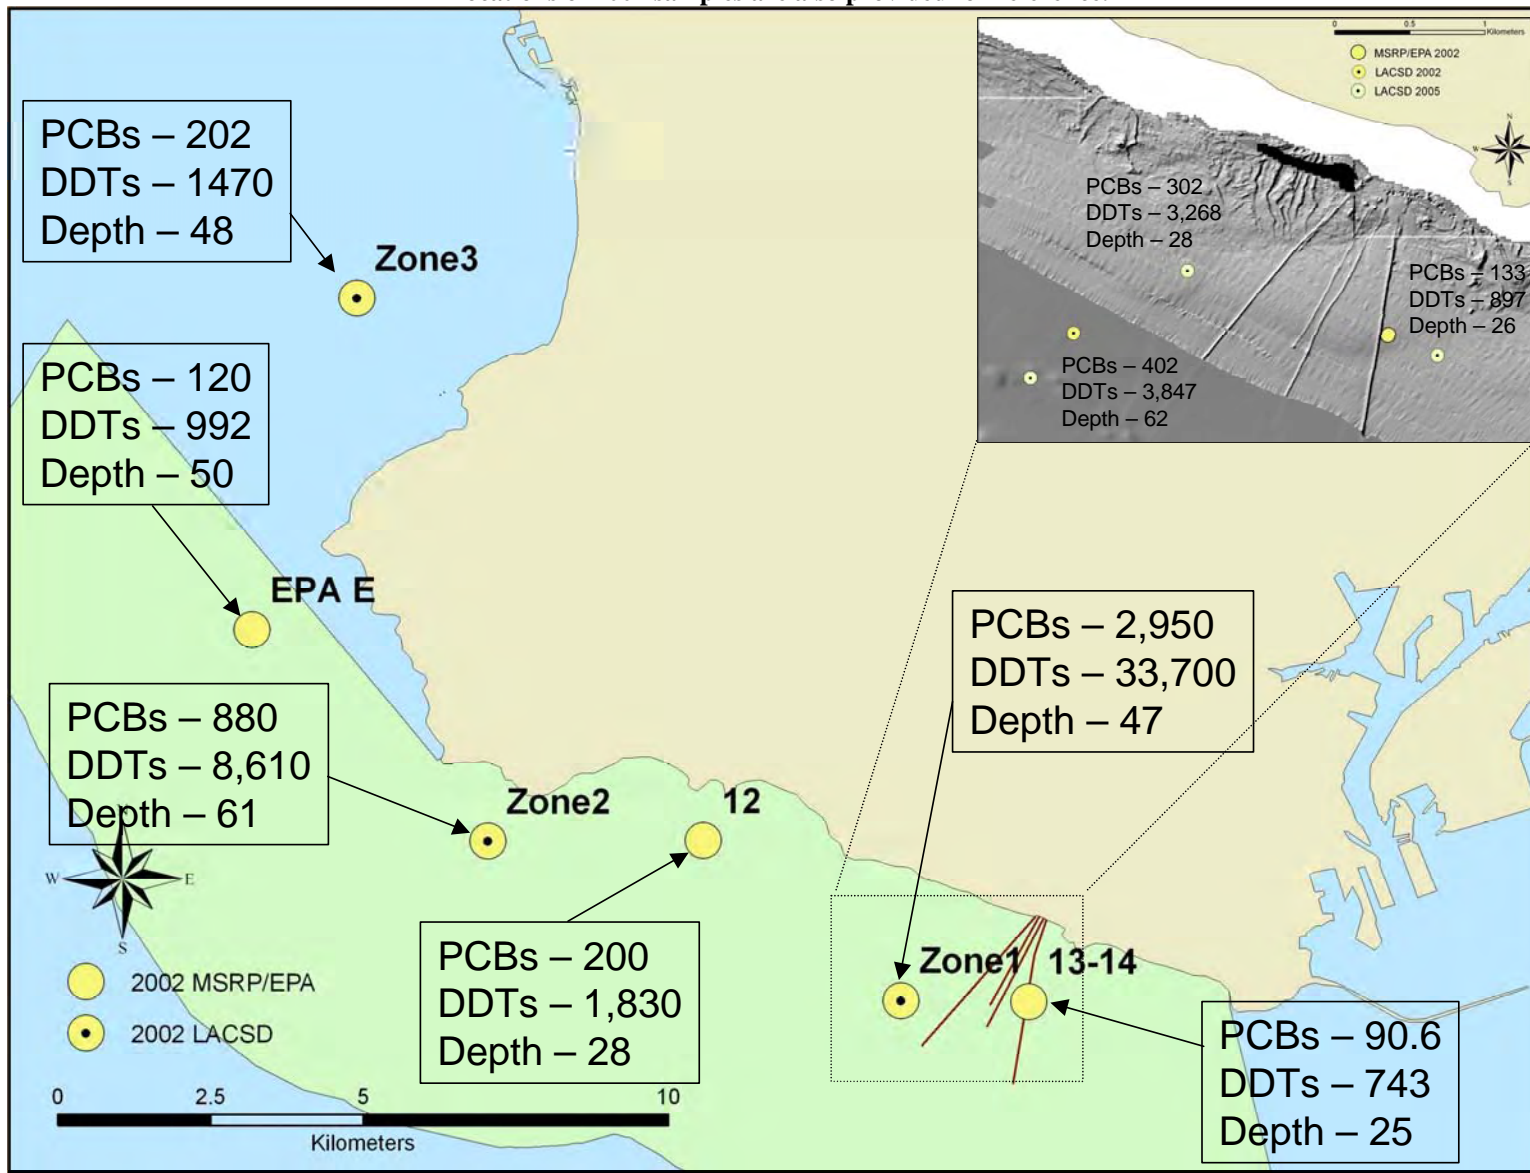 PCBs – 202
DDTs – 1470
Depth – 48
Zone3
PCBs – 120
DDTs – 992
Depth – 50
EPA E
PCBs – 880
DDTs – 8,610
Depth – 61
Zone2
12
PCBs – 200
DDTs – 1,830
Depth – 28
PCBs – 2,950
DDTs – 33,700
Depth – 47
Zone1
13-14
PCBs – 90.6
DDTs – 743
Depth – 25
W
E
S
2002 MSRP/EPA
2002 LACSD
0 2.5 5 10
Kilometers
0 0.5 1
Kilometers
MSRP/EPA 2002
LACSD 2002
LACSD 2005
N
W
S
PCBs – 302
DDTs – 3,268
Depth – 28
PCBs – 133
DDTs – 897
Depth – 26
PCBs – 402
DDTs – 3,847
Depth – 62